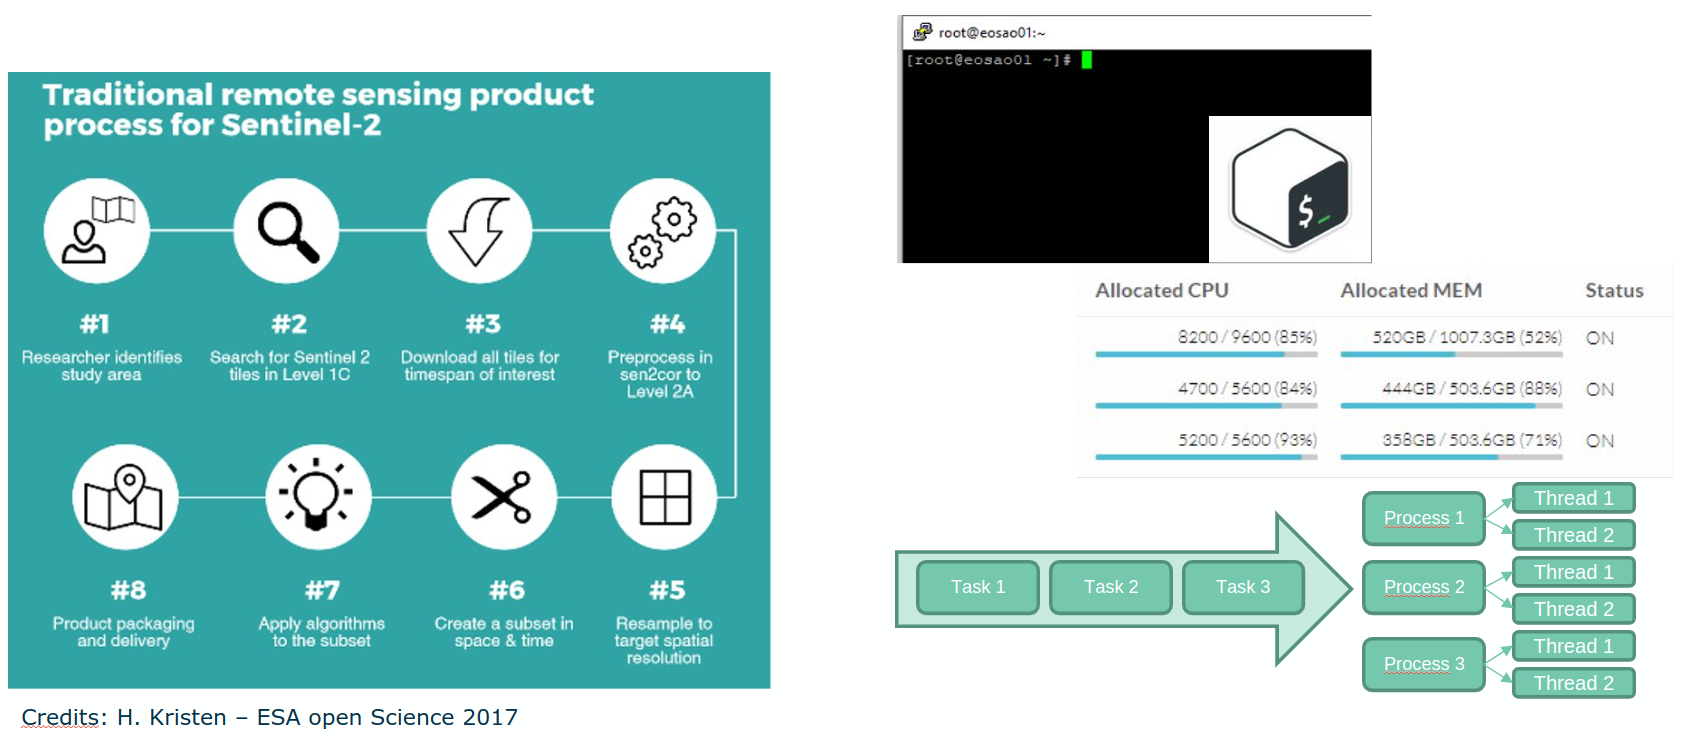 Traditional remote sensing product
process for Sentinel-2
#1
Researcher identifies
study area
#2
Search for Sentinel 2
tiles in Level 1C
#3
Download all tiles for
timespan of interest
#4
Preprocess in
sen2cor to
Level 2A
#8
Product packaging
and delivery
#7
Apply algorithms
to the subset
#6
Create a subset in
space & time
#5
Resample to
target spatial
resolution
Credits: H. Kristen – ESA open Science 2017
root@eosao01:~
[root@eosao01 ~]#
$_
Allocated CPU Allocated MEM Status
8200 / 9600 (85%) 520GB / 1007.3GB (52%) ON
4700 / 5600 (84%) 444GB / 503.6GB (88%) ON
5200 / 5600 (93%) 358GB / 503.6GB (71%) ON
Task 1
Task 2
Task 3
Process 1
Thread 1
Thread 2
Process 2
Thread 1
Thread 2
Process 3
Thread 1
Thread 2